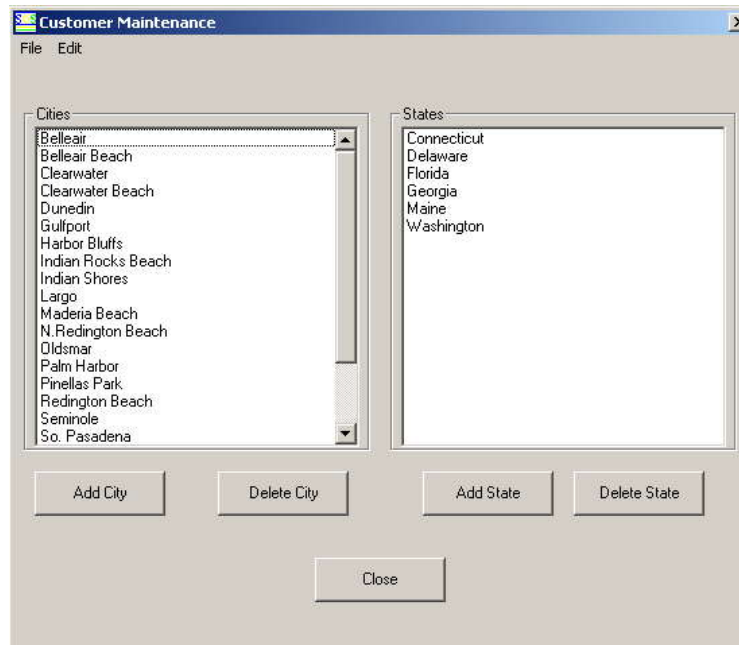 Customer Maintenance
File Edit
Cities
Belleair
Belleair Beach
Clearwater
Clearwater Beach
Dunedin
Gulfport
Harbor Bluffs
Indian Rocks Beach
Indian Shores
Largo
Maderia Beach
N.Redington Beach
Oldsmar
Palm Harbor
Pinellas Park
Redington Beach
Seminole
So. Pasadena
States
Connecticut
Delaware
Florida
Georgia
Maine
Washington
Add City
Delete City
Add State
Delete State
Close